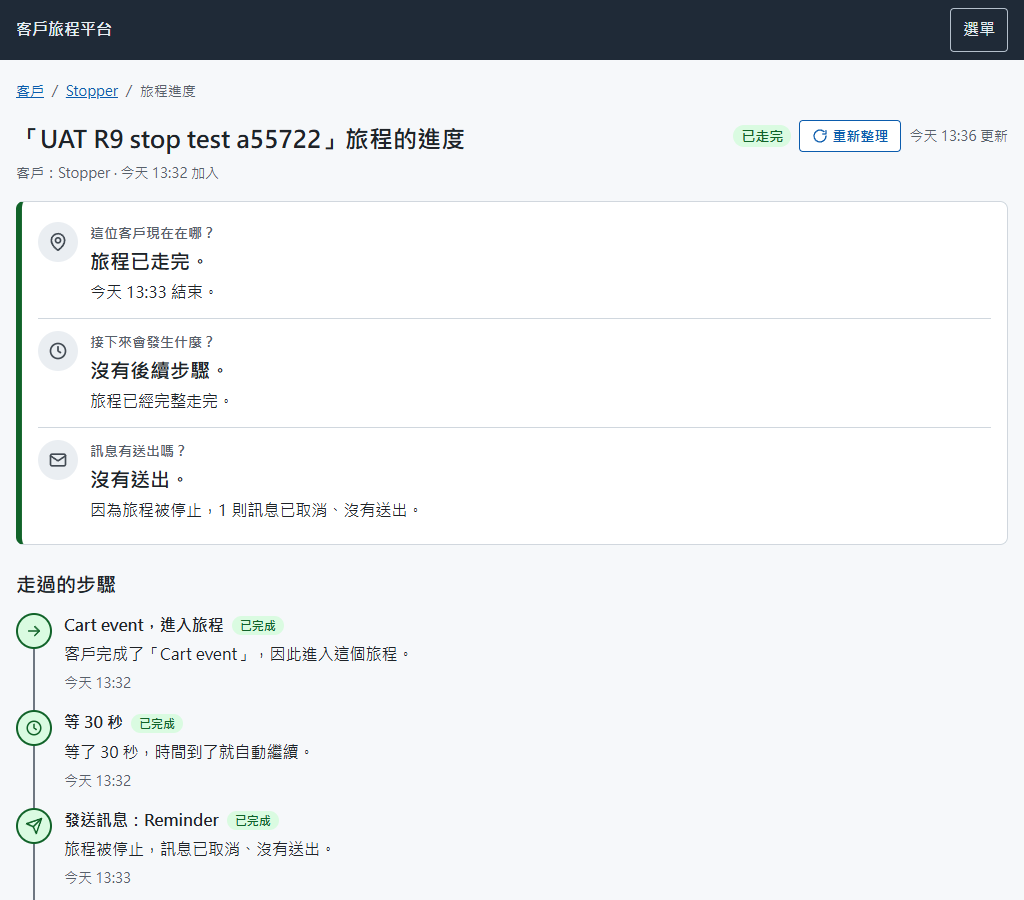 客戶旅程平台
選單
客戶 / Stopper / 旅程進度
「UAT R9 stop test a55722」旅程的進度
已走完
重新整理
今天 13:36 更新
客戶：Stopper · 今天 13:32 加入
這位客戶現在在哪？
旅程已走完。
今天 13:33 結束。
接下來會發生什麼？
沒有後續步驟。
旅程已經完整走完。
訊息有送出嗎？
沒有送出。
因為旅程被停止，1 則訊息已取消、沒有送出。
走過的步驟
Cart event，進入旅程 已完成
客戶完成了「Cart event」，因此進入這個旅程。
今天 13:32
等 30 秒 已完成
等了 30 秒，時間到了就自動繼續。
今天 13:32
發送訊息：Reminder 已完成
旅程被停止，訊息已取消、沒有送出。
今天 13:33